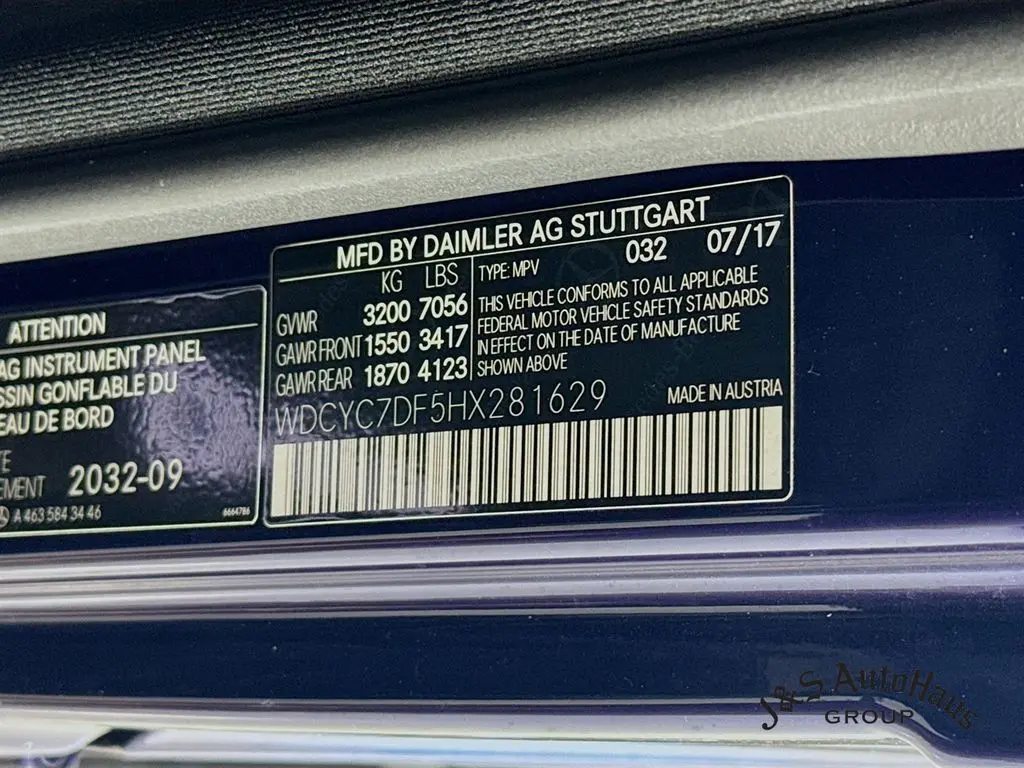 MFD BY DAIMLER AG STUTTGART
KG LBS TYPE: MPV 032 07/17
GVWR 3200 7056
GAWR FRONT 1550 3417
GAWR REAR 1870 4123
THIS VEHICLE CONFORMS TO ALL APPLICABLE
FEDERAL MOTOR VEHICLE SAFETY STANDARDS
IN EFFECT ON THE DATE OF MANUFACTURE
SHOWN ABOVE
WDCYC7DF5HX281629 MADE IN AUSTRIA
ATTENTION
AG INSTRUMENT PANEL
SSIN GONFLABLE DU
EAU DE BORD
TE
EMENT 2032-09
A 463 584 34 46 6664786
J&S AutoHaus
GROUP